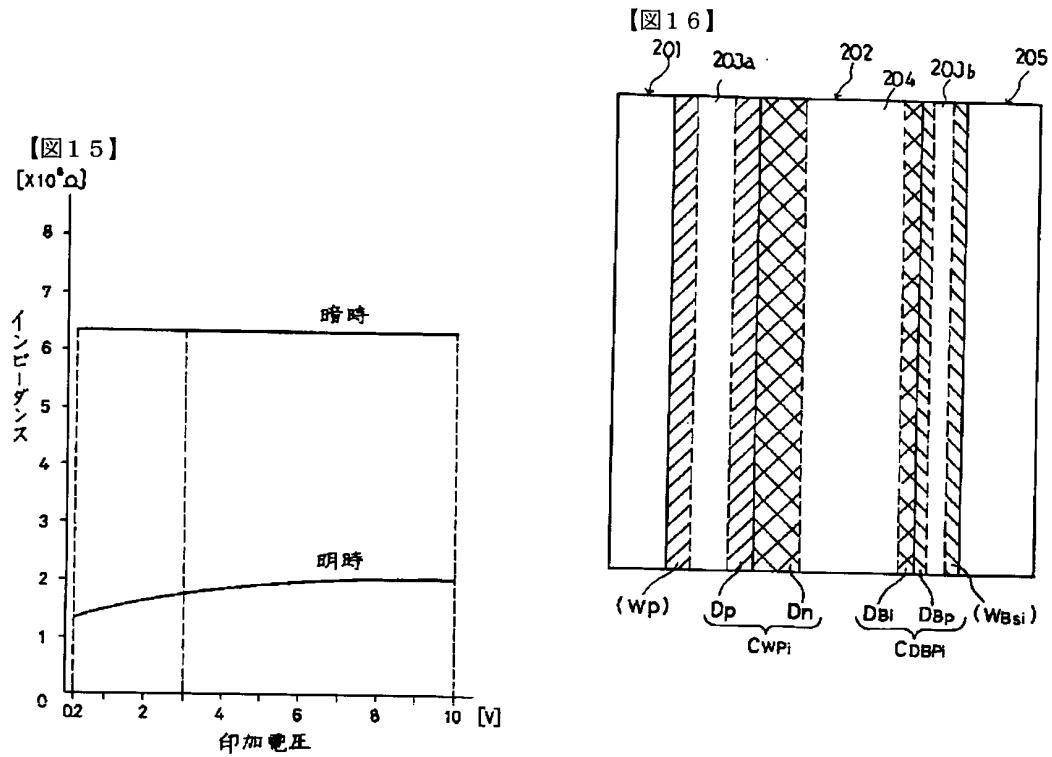 【図15】
[×10⁸Ω]
8
7
6
5
4
3
2
1
0
インピーダンス
暗時
明時
0.2 2 4 6 8 10 [V]
印加電圧
【図16】
201 203a 202 204 203b 205
(Wp) Dp Dn DBi DBp (WBsi)
CWPi CDBPi